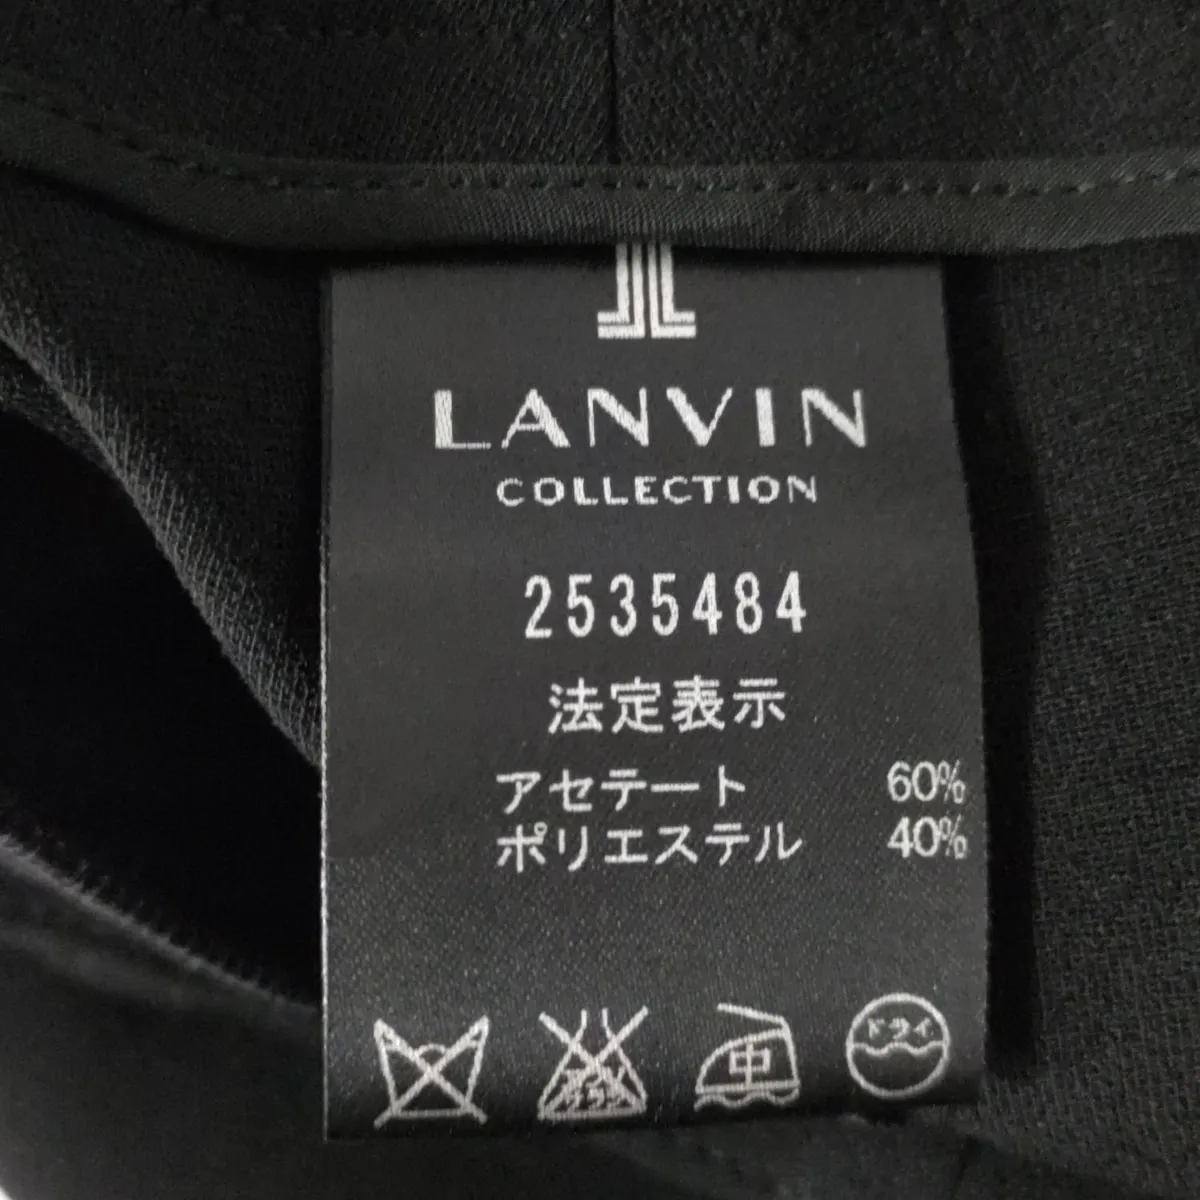 LANVIN
COLLECTION
2535484
法定表示
アセテート 60%
ポリエステル 40%
中 ドライ